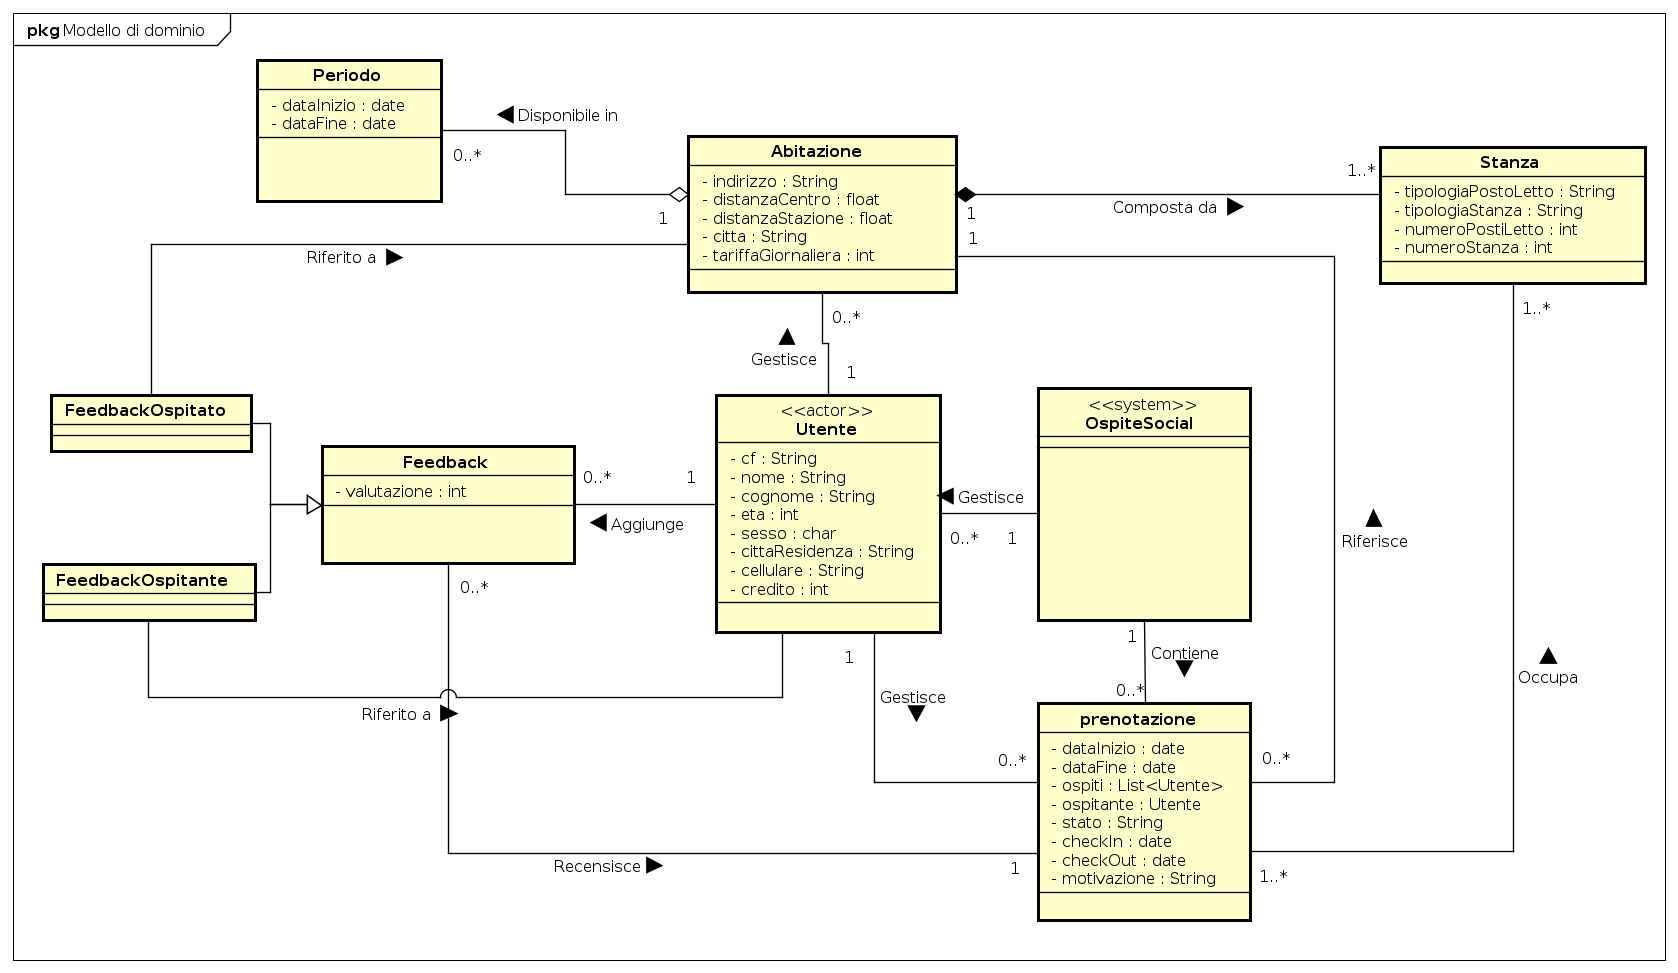 pkg Modello di dominio
Periodo
- dataInizio : date
- dataFine : date
Disponibile in
0..*
1
Abitazione
- indirizzo : String
- distanzaCentro : float
- distanzaStazione : float
- citta : String
- tariffaGiornaliera : int
1
1
Composta da
1..*
Stanza
- tipologiaPostoLetto : String
- tipologiaStanza : String
- numeroPostiLetto : int
- numeroStanza : int
1..*
Riferito a
0..*
Gestisce
1
FeedbackOspitato
FeedbackOspitante
Feedback
- valutazione : int
0..*
1
Aggiunge
0..*
<<actor>>
Utente
- cf : String
- nome : String
- cognome : String
- eta : int
- sesso : char
- cittaResidenza : String
- cellulare : String
- credito : int
Gestisce
0..*
1
<<system>>
OspiteSocial
Riferisce
1
Contiene
0..*
Occupa
1
Gestisce
0..*
Riferito a
prenotazione
- dataInizio : date
- dataFine : date
- ospiti : List<Utente>
- ospitante : Utente
- stato : String
- checkIn : date
- checkOut : date
- motivazione : String
0..*
1..*
Recensisce
1